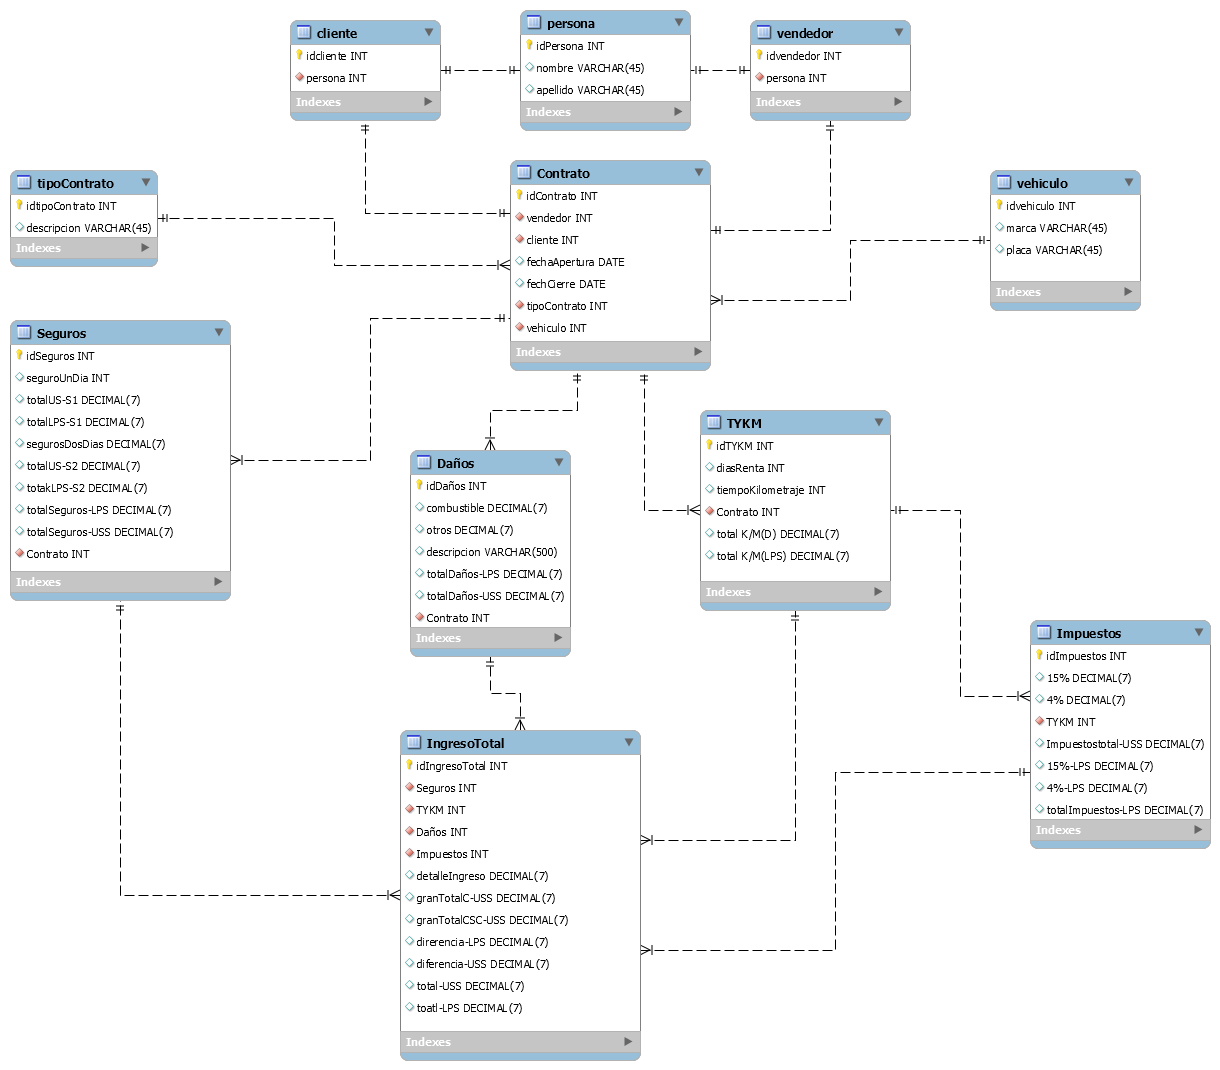 cliente
idcliente INT
persona INT
Indexes
persona
idPersona INT
nombre VARCHAR(45)
apellido VARCHAR(45)
Indexes
vendedor
idvendedor INT
persona INT
Indexes
tipoContrato
idtipoContrato INT
descripcion VARCHAR(45)
Indexes
Contrato
idContrato INT
vendedor INT
cliente INT
fechaApertura DATE
fechCierre DATE
tipoContrato INT
vehiculo INT
Indexes
vehiculo
idvehiculo INT
marca VARCHAR(45)
placa VARCHAR(45)
Indexes
Seguros
idSeguros INT
seguroUnDia INT
totalUS-S1 DECIMAL(7)
totalLPS-S1 DECIMAL(7)
segurosDosDias DECIMAL(7)
totalUS-S2 DECIMAL(7)
totakLPS-S2 DECIMAL(7)
totalSeguros-LPS DECIMAL(7)
totalSeguros-USS DECIMAL(7)
Contrato INT
Indexes
Daños
idDaños INT
combustible DECIMAL(7)
otros DECIMAL(7)
descripcion VARCHAR(500)
totalDaños-LPS DECIMAL(7)
totalDaños-USS DECIMAL(7)
Contrato INT
Indexes
TYKM
idTYKM INT
diasRenta INT
tiempoKilometraje INT
Contrato INT
total K/M(D) DECIMAL(7)
total K/M(LPS) DECIMAL(7)
Indexes
Impuestos
idImpuestos INT
15% DECIMAL(7)
4% DECIMAL(7)
TYKM INT
Impuestostotal-USS DECIMAL(7)
15%-LPS DECIMAL(7)
4%-LPS DECIMAL(7)
totalImpuestos-LPS DECIMAL(7)
Indexes
IngresoTotal
idIngresoTotal INT
Seguros INT
TYKM INT
Daños INT
Impuestos INT
detalleIngreso DECIMAL(7)
granTotalC-USS DECIMAL(7)
granTotalCSC-USS DECIMAL(7)
direrencia-LPS DECIMAL(7)
diferencia-USS DECIMAL(7)
total-USS DECIMAL(7)
toatl-LPS DECIMAL(7)
Indexes